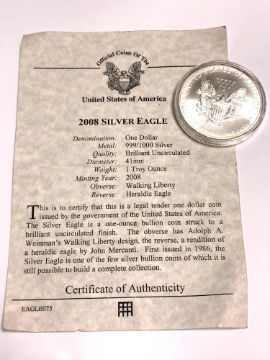 Official Coins Of The
United States of America
2008 SILVER EAGLE
Denomination: One Dollar
Metal: 999/1000 Silver
Quality: Brilliant Uncirculated
Diameter: 41mm
Weight: 1 Troy Ounce
Minting Year: 2008
Obverse: Walking Liberty
Reverse: Heraldic Eagle
This is to certify that this is a legal tender one dollar coin
issued by the government of the United States of America.
The Silver Eagle is a one-ounce bullion coin struck to a
brilliant uncirculated finish. The obverse has Adolph A.
Weinman's Walking Liberty design, the reverse, a rendition of
a heraldic eagle by John Mercanti. First issued in 1986, the
Silver Eagle is one of the few silver bullion coins of which it is
still possible to build a complete collection.
Certificate of Authenticity
EAGLE075